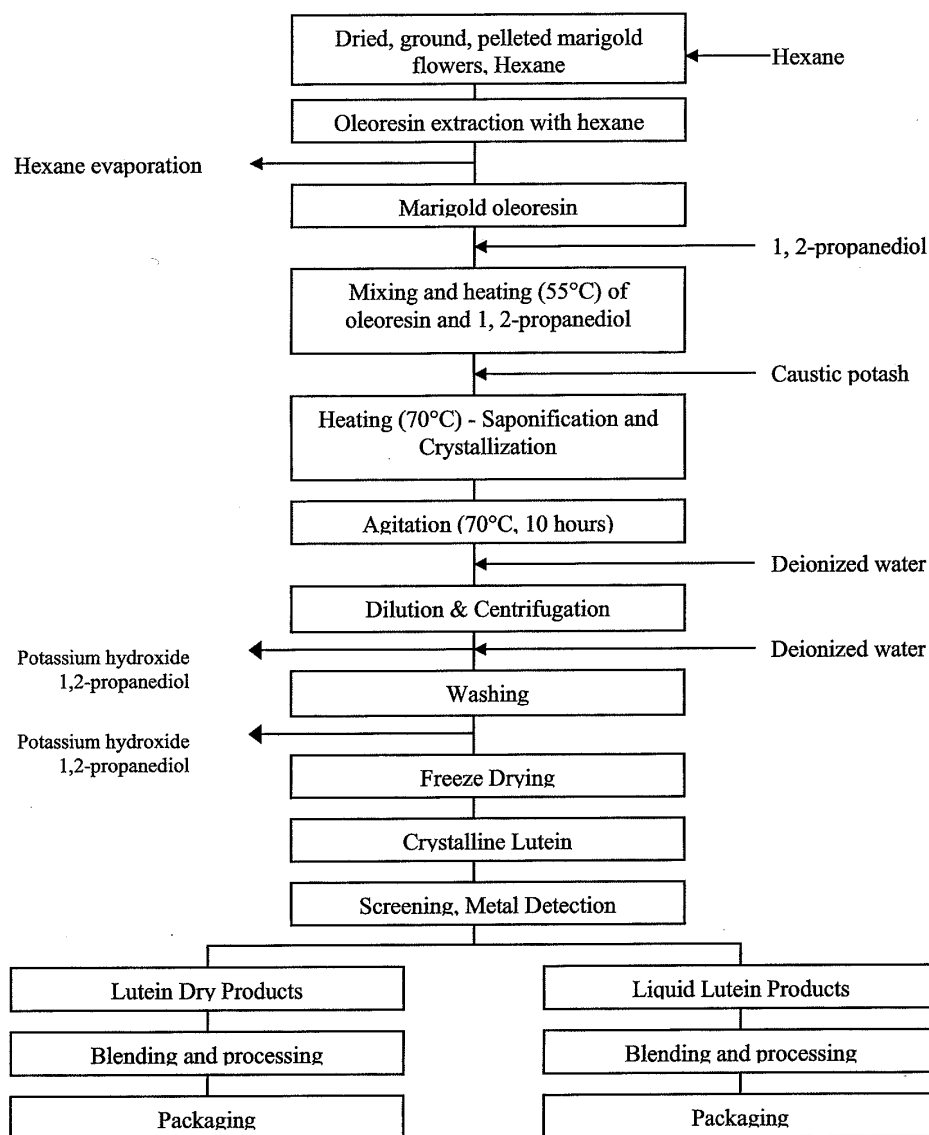 Dried, ground, pelleted marigold
flowers, Hexane
Hexane
Oleoresin extraction with hexane
Hexane evaporation
Marigold oleoresin
1, 2-propanediol
Mixing and heating (55°C) of
oleoresin and 1, 2-propanediol
Caustic potash
Heating (70°C) - Saponification and
Crystallization
Agitation (70°C, 10 hours)
Deionized water
Dilution & Centrifugation
Potassium hydroxide
1,2-propanediol
Deionized water
Washing
Potassium hydroxide
1,2-propanediol
Freeze Drying
Crystalline Lutein
Screening, Metal Detection
Lutein Dry Products
Liquid Lutein Products
Blending and processing
Blending and processing
Packaging
Packaging